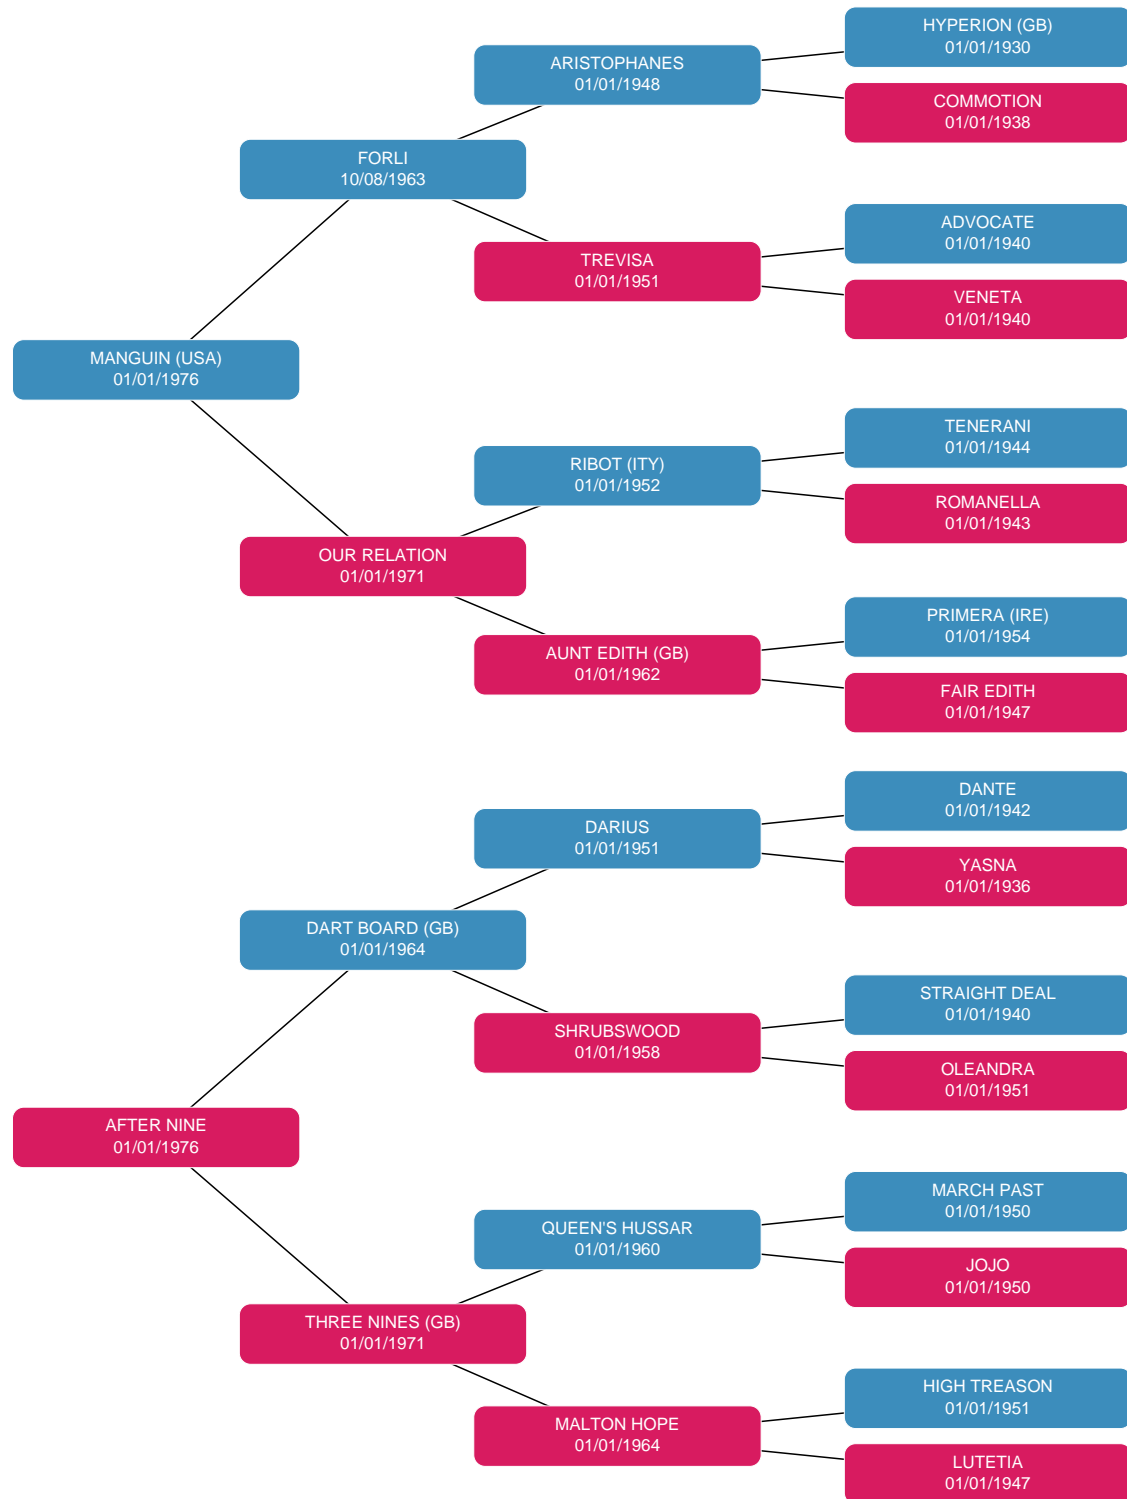 HYPERION (GB)
01/01/1930
ARISTOPHANES
01/01/1948
COMMOTION
01/01/1938
FORLI
10/08/1963
ADVOCATE
01/01/1940
TREVISA
01/01/1951
VENETA
01/01/1940
MANGUIN (USA)
01/01/1976
TENERANI
01/01/1944
RIBOT (ITY)
01/01/1952
ROMANELLA
01/01/1943
OUR RELATION
01/01/1971
PRIMERA (IRE)
01/01/1954
AUNT EDITH (GB)
01/01/1962
FAIR EDITH
01/01/1947
DANTE
01/01/1942
DARIUS
01/01/1951
YASNA
01/01/1936
DART BOARD (GB)
01/01/1964
STRAIGHT DEAL
01/01/1940
SHRUBSWOOD
01/01/1958
OLEANDRA
01/01/1951
AFTER NINE
01/01/1976
MARCH PAST
01/01/1950
QUEEN'S HUSSAR
01/01/1960
JOJO
01/01/1950
THREE NINES (GB)
01/01/1971
HIGH TREASON
01/01/1951
MALTON HOPE
01/01/1964
LUTETIA
01/01/1947